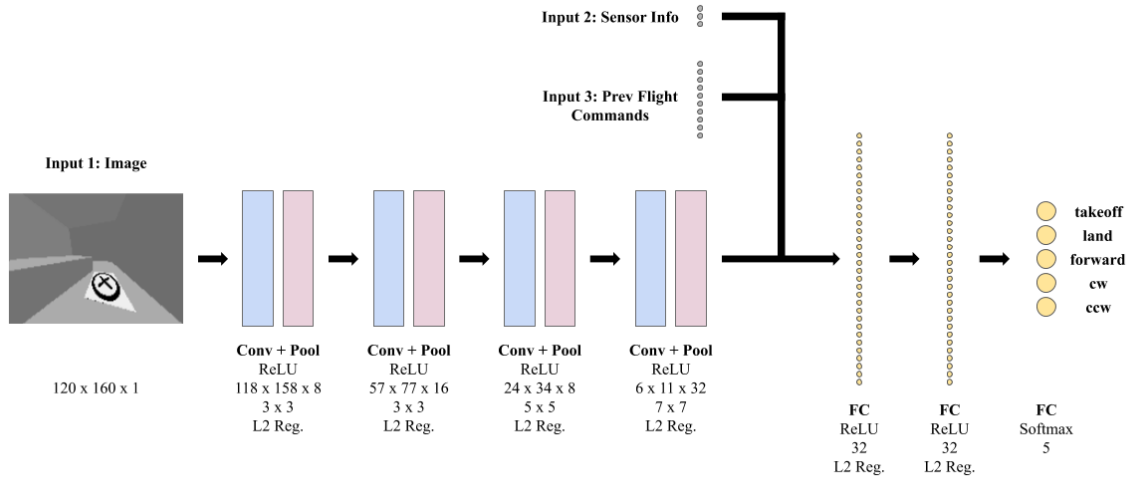 Input 2: Sensor Info
Input 3: Prev Flight
Commands
Input 1: Image
120 x 160 x 1
Conv + Pool
ReLU
118 x 158 x 8
3 x 3
L2 Reg.
Conv + Pool
ReLU
57 x 77 x 16
3 x 3
L2 Reg.
Conv + Pool
ReLU
24 x 34 x 8
5 x 5
L2 Reg.
Conv + Pool
ReLU
6 x 11 x 32
7 x 7
L2 Reg.
FC
ReLU
32
L2 Reg.
FC
ReLU
32
L2 Reg.
FC
Softmax
5
takeoff
land
forward
cw
ccw